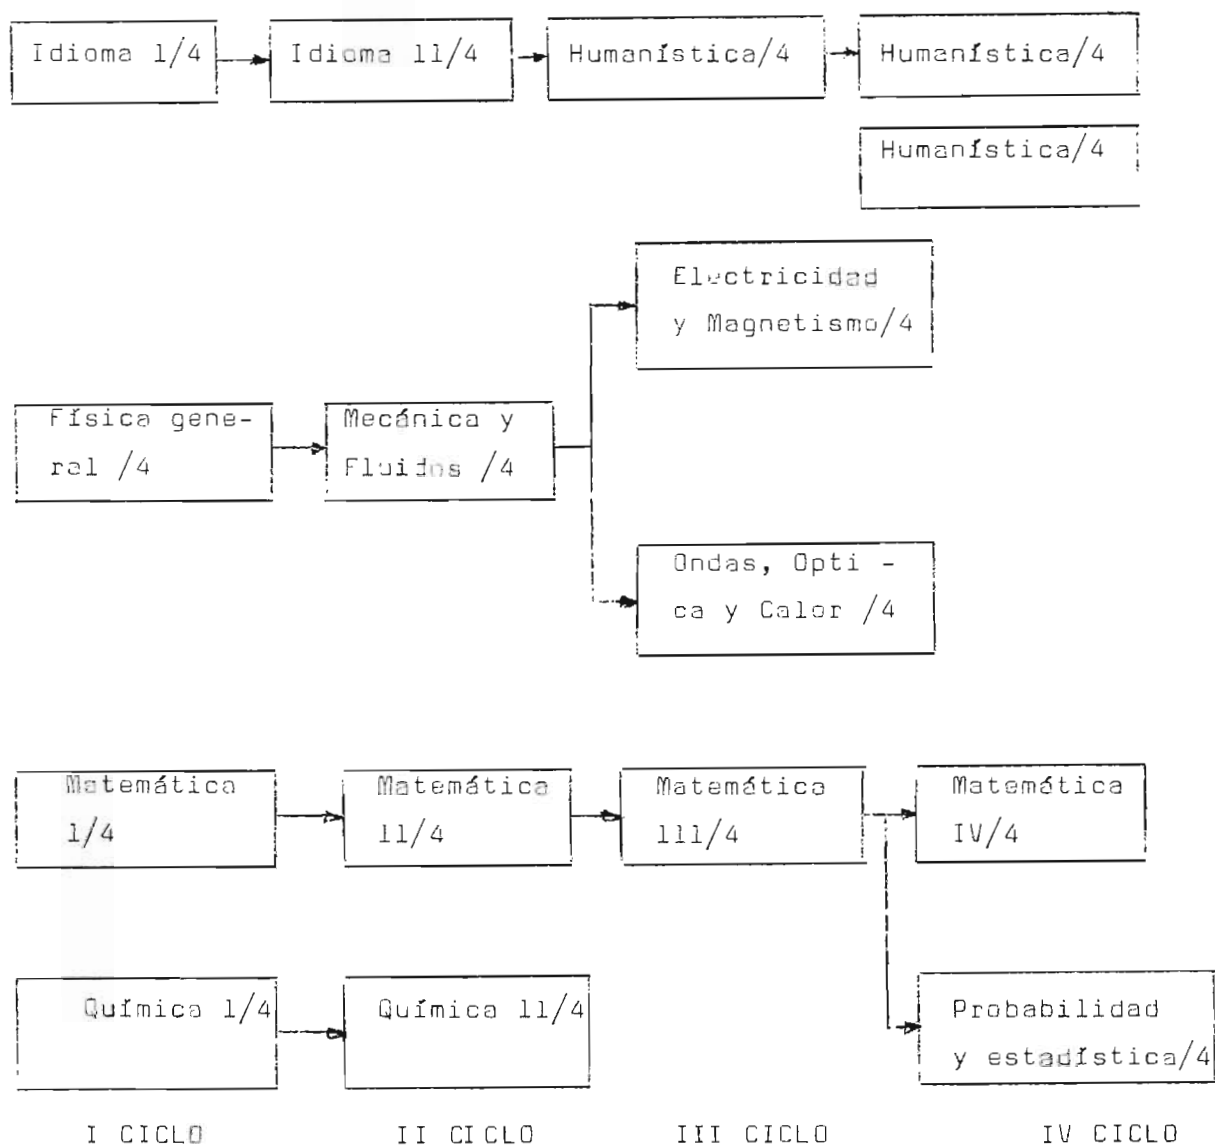 Idioma 1/4
Idioma 11/4
Humanística/4
Humanística/4
Humanística/4
Electricidad
y Magnetismo/4
Física gene-
ral /4
Mecánica y
Fluidos /4
Ondas, Opti -
ca y Calor /4
Matemática
1/4
Matemática
11/4
Matemática
111/4
Matemática
IV/4
Química 1/4
Química 11/4
Probabilidad
y estadística/4
I CICLO
II CICLO
III CICLO
IV CICLO